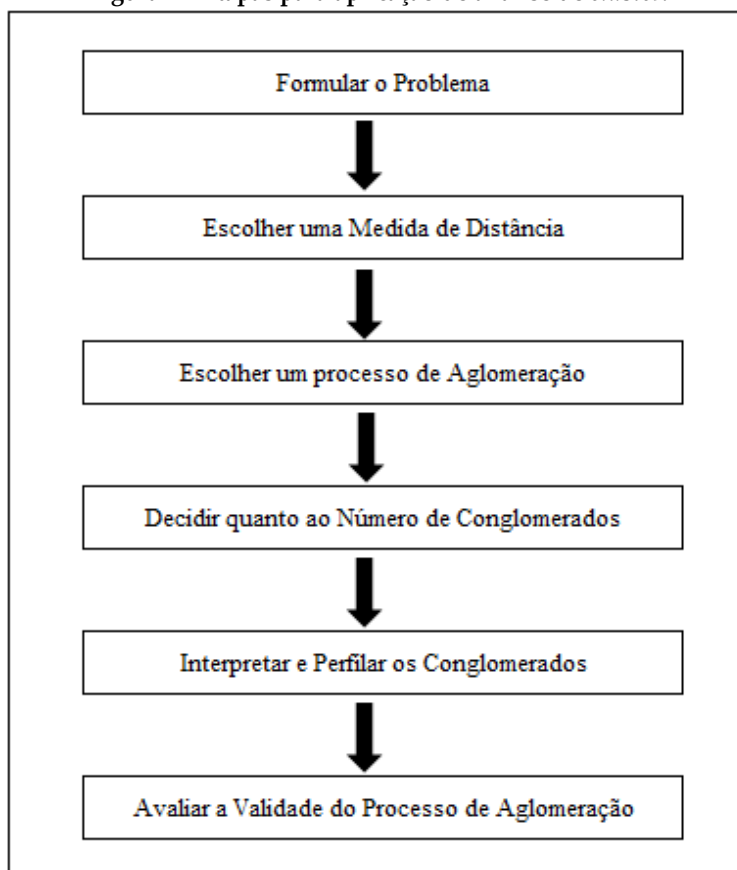 Formular o Problema
Escolher uma Medida de Distância
Escolher um processo de Aglomeração
Decidir quanto ao Número de Conglomerados
Interpretar e Perfilar os Conglomerados
Avaliar a Validade do Processo de Aglomeração